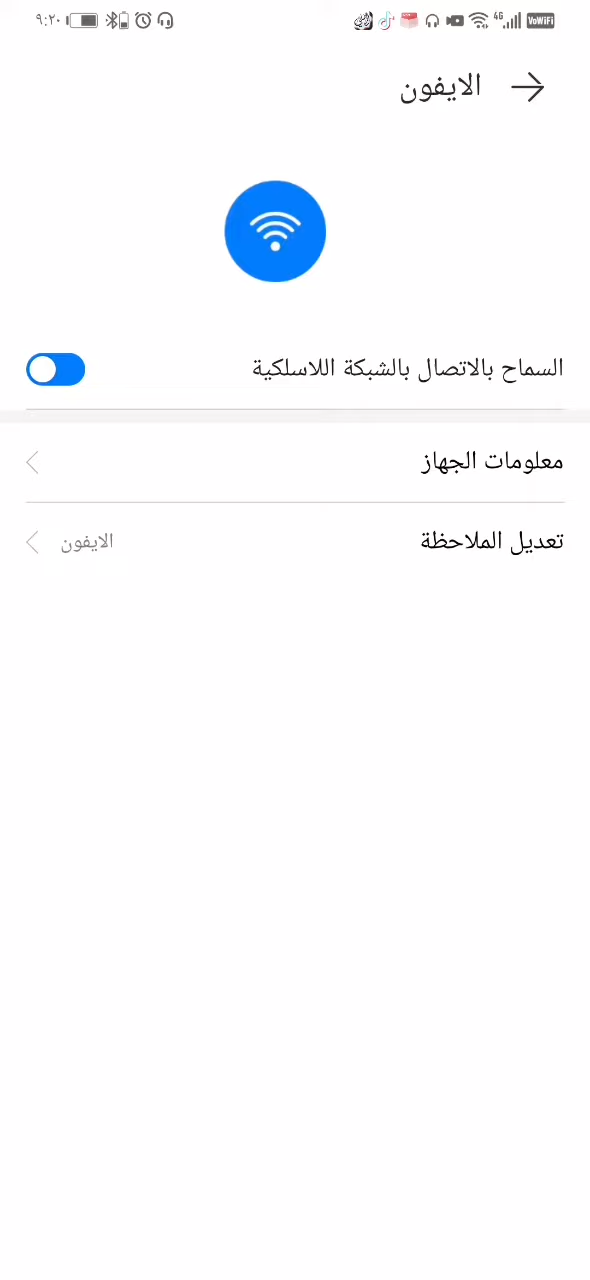 ٩:٢٠
4G VoWiFi
الايفون
السماح بالاتصال بالشبكة اللاسلكية
معلومات الجهاز
تعديل الملاحظة الايفون